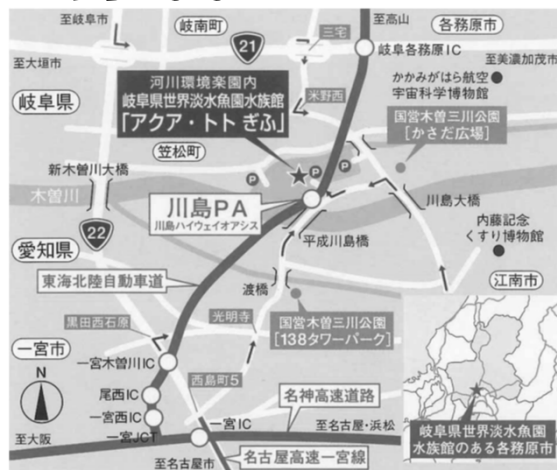 至岐阜市
岐南町
21
三宅
至高山
各務原市
岐阜各務原IC
至大垣市
至美濃加茂市
河川環境楽園内
岐阜県世界淡水魚園水族館
「アクア・トト ぎふ」
米野西
かかみがはら航空
宇宙科学博物館
岐阜県
国営木曽三川公園
[かさだ広場]
笠松町
P
P
P
P
新木曽川大橋
木曽川
川島PA
川島ハイウェイオアシス
川島大橋
平成川島橋
内藤記念
くすり博物館
22
愛知県
東海北陸自動車道
渡橋
江南市
黒田西石原
光明寺
国営木曽三川公園
[138タワーパーク]
一宮市
N
一宮木曽川IC
西島町5
尾西IC
名神高速道路
一宮西IC
一宮IC
至名古屋・浜松
至大阪
一宮JCT
名古屋高速一宮線
至名古屋市
岐阜県世界淡水魚園
水族館のある各務原市